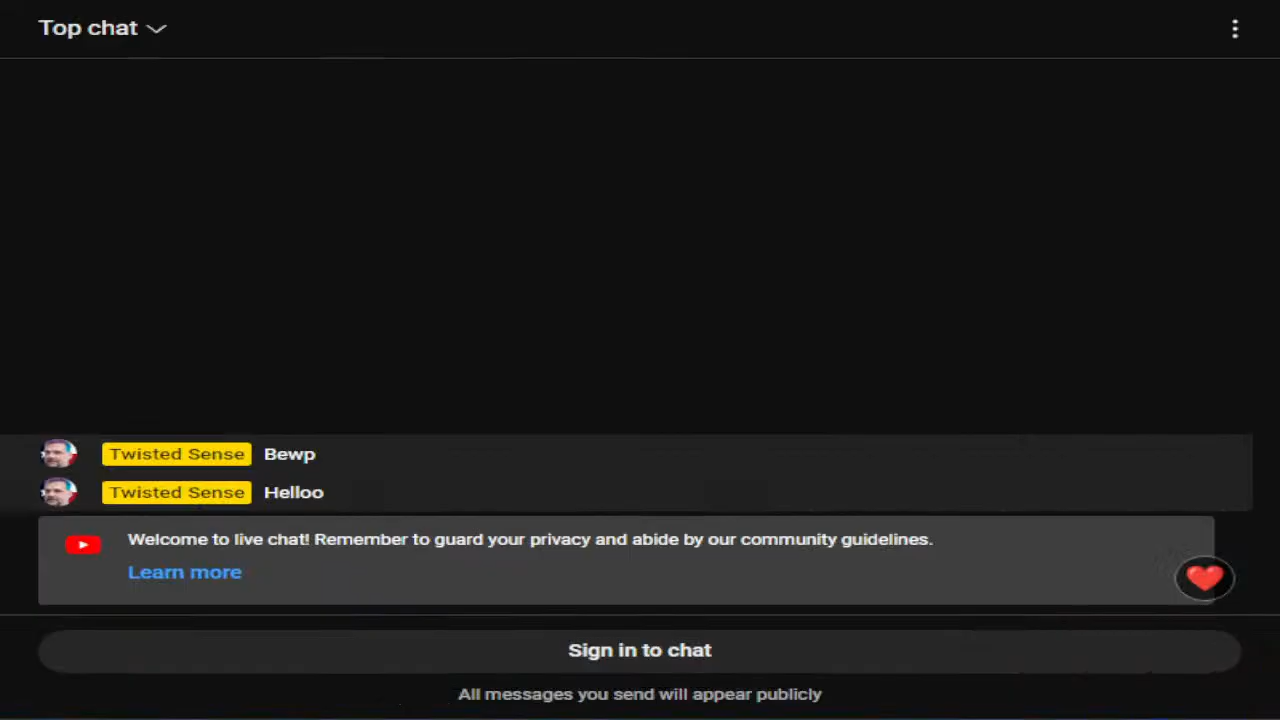 Top chat
Twisted Sense Bewp
Twisted Sense Helloo
Welcome to live chat! Remember to guard your privacy and abide by our community guidelines.
Learn more
Sign in to chat
All messages you send will appear publicly